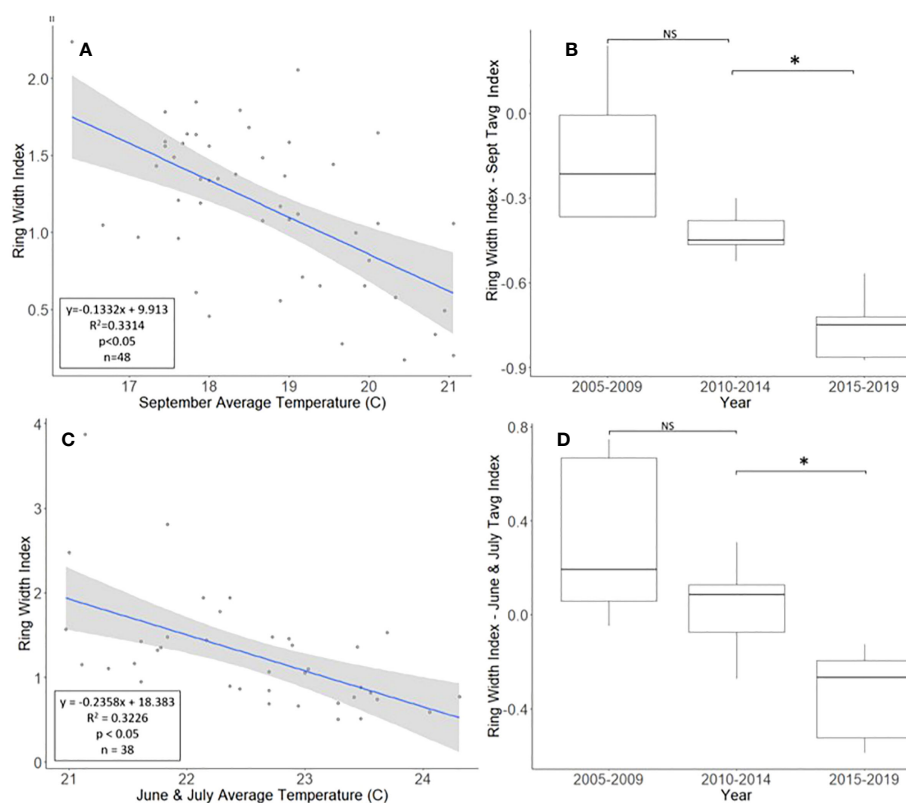 A
Ring Width Index
2.0
1.5
1.0
0.5
y=-0.1332x + 9.913
R²=0.3314
p<0.05
n=48
17 18 19 20 21
September Average Temperature (C)
B
NS
*
Ring Width Index - Sept Tavg Index
0.0
-0.3
-0.6
-0.9
2005-2009 2010-2014 2015-2019
Year
C
Ring Width Index
4
3
2
1
0
y = -0.2358x + 18.383
R² = 0.3226
p < 0.05
n = 38
21 22 23 24
June & July Average Temperature (C)
D
NS
*
Ring Width Index - June & July Tavg Index
0.8
0.4
0.0
-0.4
2005-2009 2010-2014 2015-2019
Year